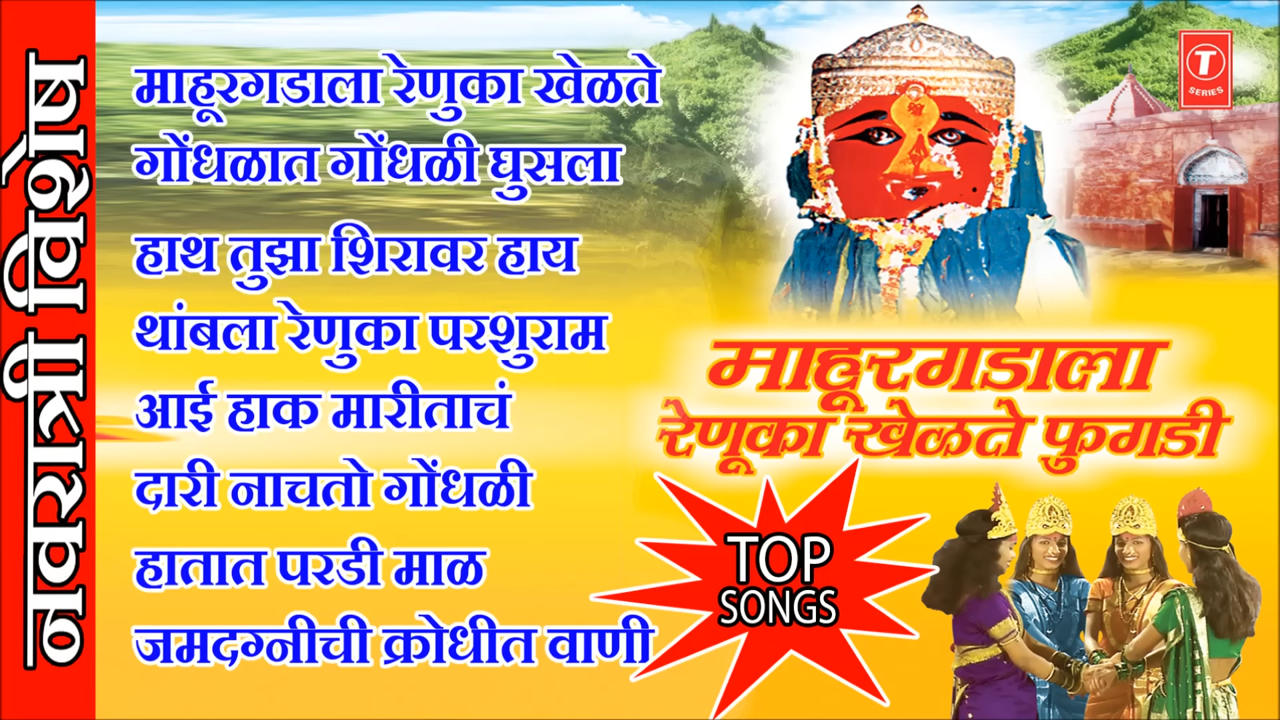 नवरात्री विशेष
माहूरगडाला रेणुका खेळते
गोंधळात गोंधळी घुसला
हाथ तुझा शिरावर हाय
थांबला रेणुका परशुराम
आई हाक मारीताचं
दारी नाचतो गोंधळी
हातात परडी माळ
जमदग्नीची क्रोधीत वाणी
T
SERIES
माहूरगडाला
रेणूका खेळते फुगडी
TOP
SONGS